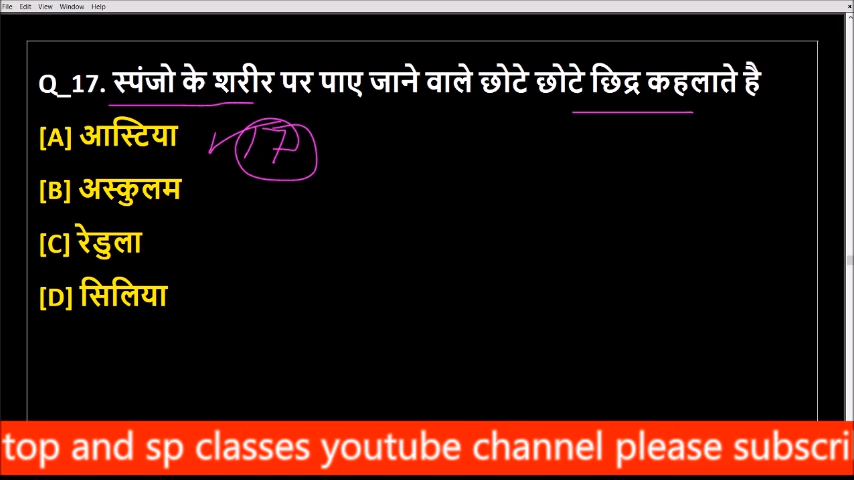 File Edit View Window Help
Q_17. स्पंजो के शरीर पर पाए जाने वाले छोटे छोटे छिद्र कहलाते है
[A] आस्टिया
17
[B] अस्कुलम
[C] रेडुला
[D] सिलिया
top and sp classes youtube channel please subscri